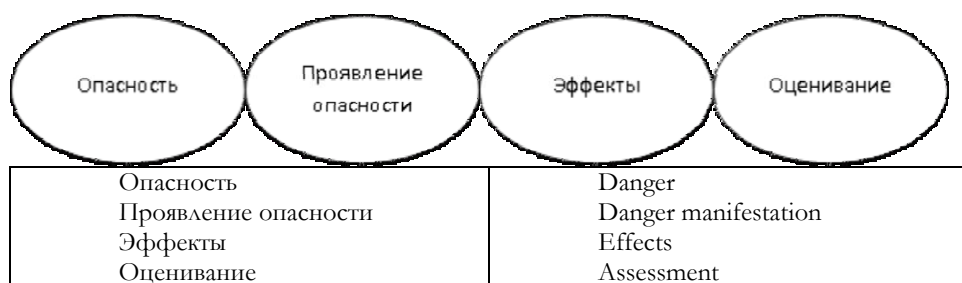 Опасность
Проявление
опасности
Эффекты
Оценивание
Опасность Danger
Проявление опасности Danger manifestation
Эффекты Effects
Оценивание Assessment